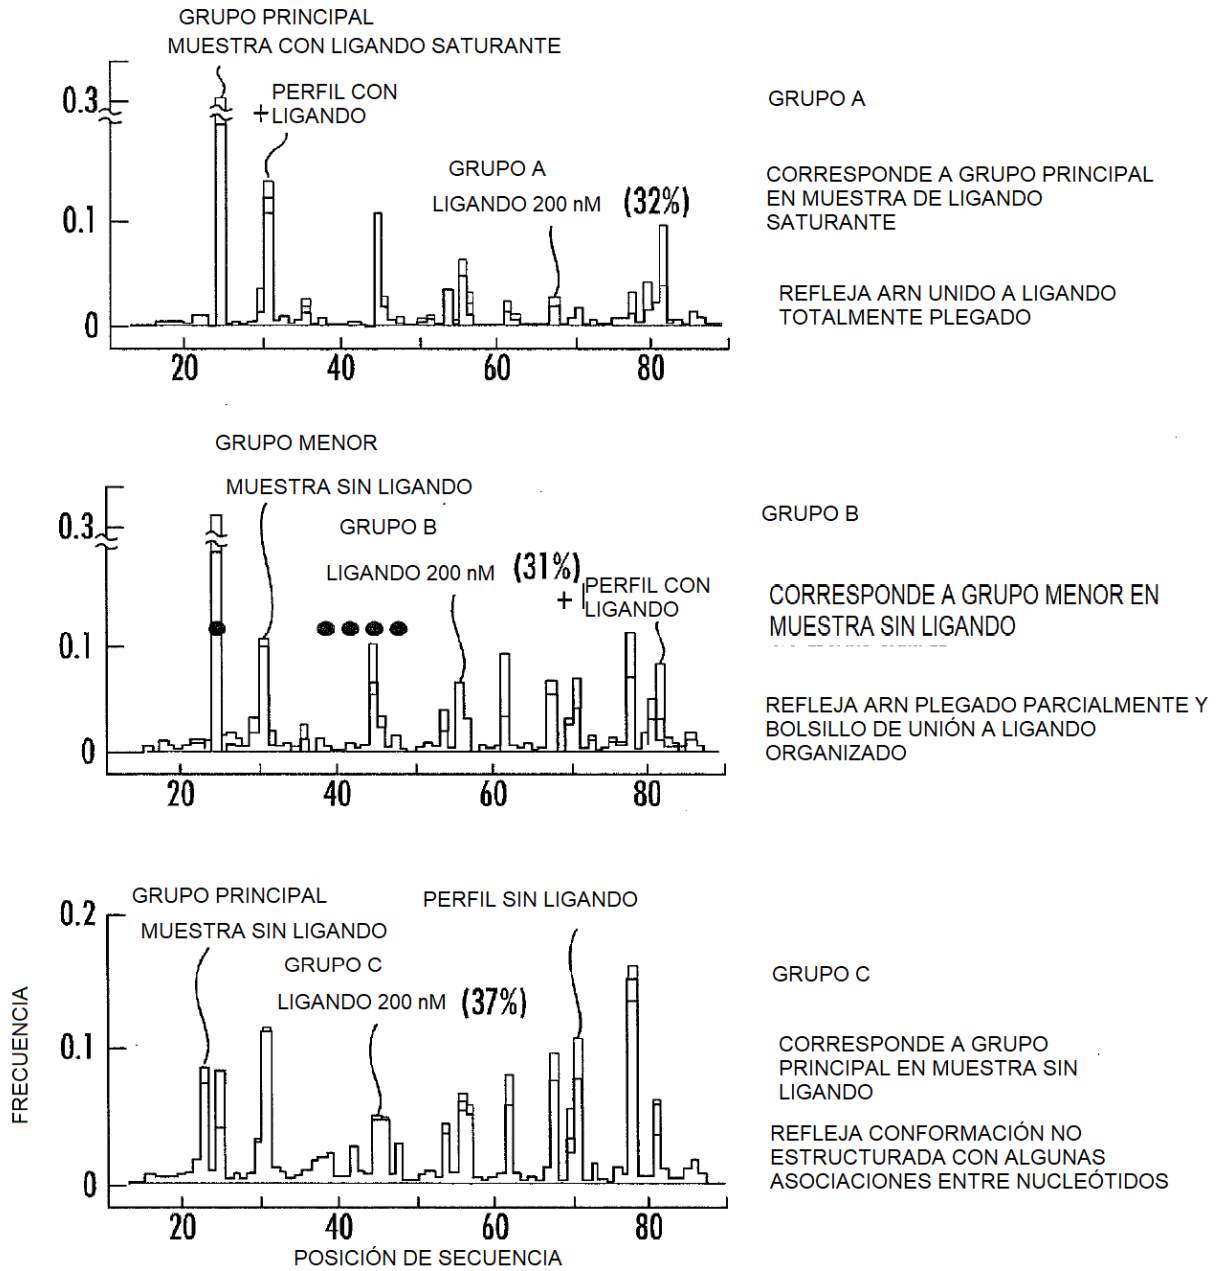 GRUPO PRINCIPAL
MUESTRA CON LIGANDO SATURANTE
0.3
+ PERFIL CON
LIGANDO
GRUPO A
LIGANDO 200 nM (32%)
0.1
0
20 40 60 80
GRUPO A
CORRESPONDE A GRUPO PRINCIPAL
EN MUESTRA DE LIGANDO
SATURANTE
REFLEJA ARN UNIDO A LIGANDO
TOTALMENTE PLEGADO
GRUPO MENOR
MUESTRA SIN LIGANDO
0.3
GRUPO B
LIGANDO 200 nM (31%)
+ PERFIL CON
LIGANDO
0.1
0
20 40 60 80
GRUPO B
CORRESPONDE A GRUPO MENOR EN
MUESTRA SIN LIGANDO
REFLEJA ARN PLEGADO PARCIALMENTE Y
BOLSILLO DE UNIÓN A LIGANDO
ORGANIZADO
GRUPO PRINCIPAL
MUESTRA SIN LIGANDO
PERFIL SIN LIGANDO
0.2
GRUPO C
LIGANDO 200 nM (37%)
0.1
0
20 40 60 80
FRECUENCIA
POSICIÓN DE SECUENCIA
GRUPO C
CORRESPONDE A GRUPO
PRINCIPAL EN MUESTRA SIN
LIGANDO
REFLEJA CONFORMACIÓN NO
ESTRUCTURADA CON ALGUNAS
ASOCIACIONES ENTRE NUCLEÓTIDOS